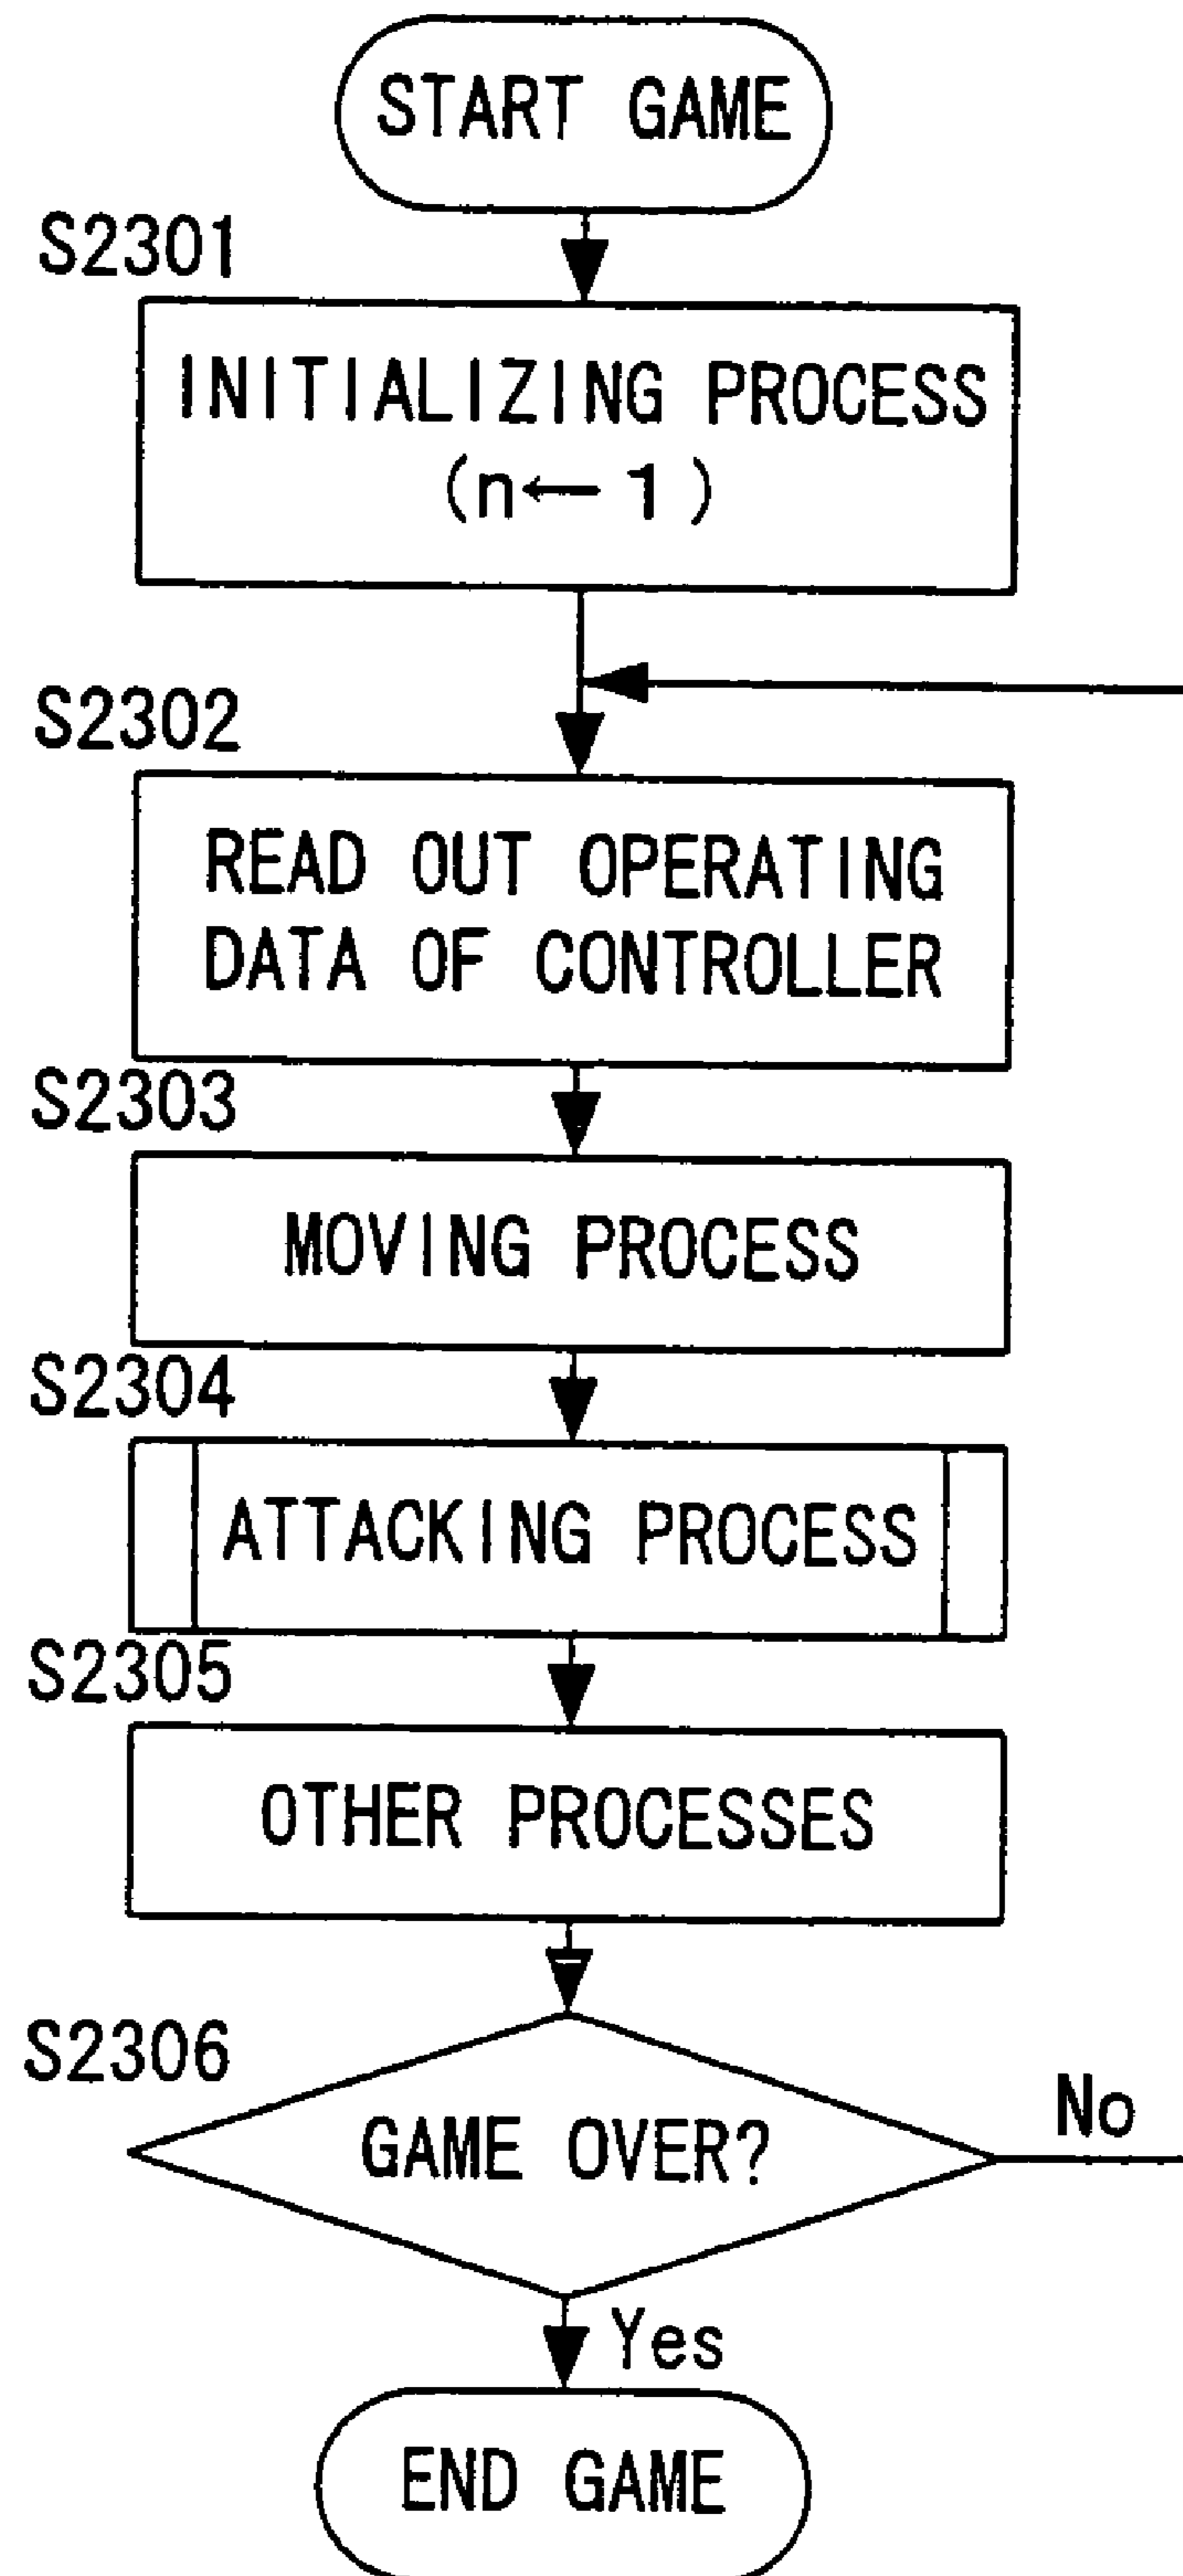 START GAME
S2301
INITIALIZING PROCESS
(n← 1 )
S2302
READ OUT OPERATING
DATA OF CONTROLLER
S2303
MOVING PROCESS
S2304
ATTACKING PROCESS
S2305
OTHER PROCESSES
S2306
GAME OVER?
No
Yes
END GAME